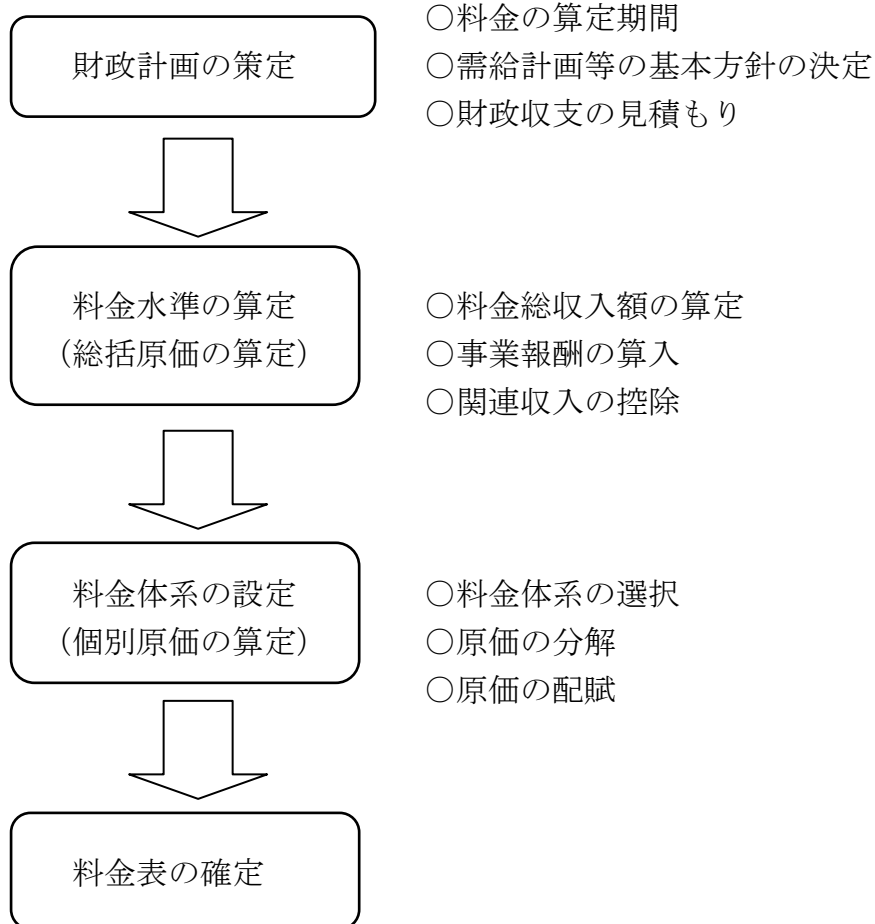 財政計画の策定
○料金の算定期間
○需給計画等の基本方針の決定
○財政収支の見積もり
料金水準の算定
(総括原価の算定)
○料金総収入額の算定
○事業報酬の算入
○関連収入の控除
料金体系の設定
(個別原価の算定)
○料金体系の選択
○原価の分解
○原価の配賦
料金表の確定